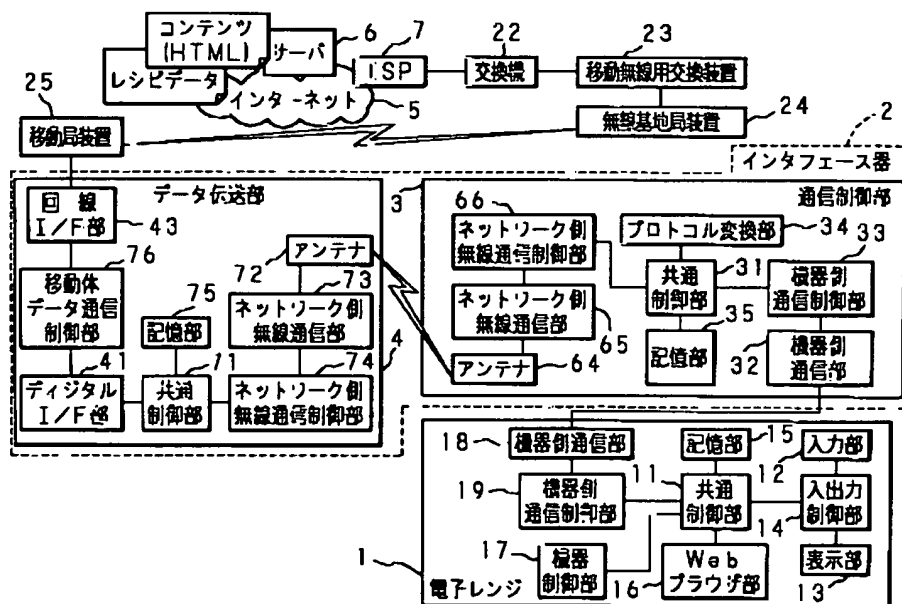 コンテンツ
(HTML)
レシピデータ
サーバ
6
インターネット
5
7
ISP
22
交換機
23
移動無線用交換装置
24
無線基地局装置
25
移動局装置
2
インタフェース器
データ伝送部
4
回線
I/F部
43
76
移動体
データ通信
制御部
41
ディジタル
I/F部
75
記憶部
71
共通
制御部
72
アンテナ
73
ネットワーク側
無線通信部
74
ネットワーク側
無線通信制御部
3
通信制御部
66
ネットワーク側
無線通信制御部
65
ネットワーク側
無線通信部
64
アンテナ
34
プロトコル変換部
31
共通
制御部
35
記憶部
33
機器側
通信制御部
32
機器側
通信部
1
電子レンジ
18
機器側通信部
19
機器側
通信制御部
17
機器
制御部
15
記憶部
11
共通
制御部
16
Web
ブラウザ部
12
入力部
14
入出力
制御部
13
表示部